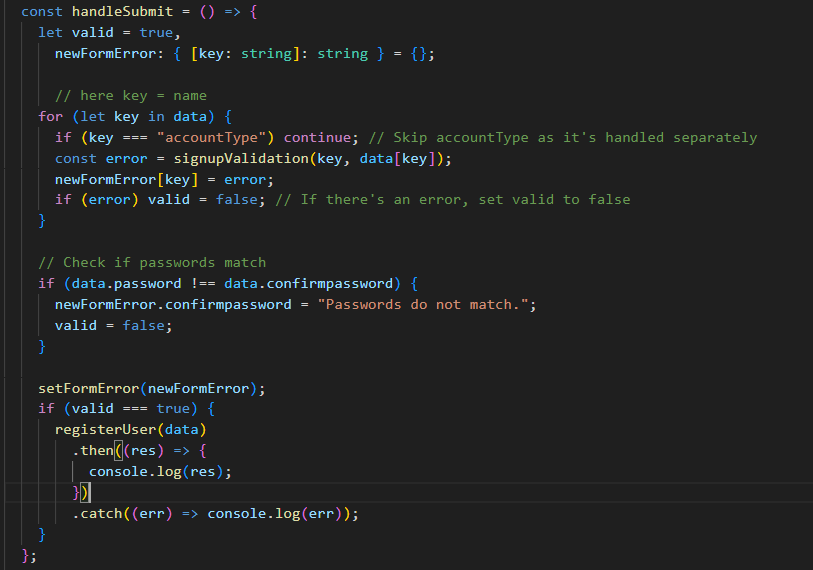 const handleSubmit = () => {
let valid = true,
newFormError: { [key: string]: string } = {};
// here key = name
for (let key in data) {
if (key === "accountType") continue; // Skip accountType as it's handled separately
const error = signupValidation(key, data[key]);
newFormError[key] = error;
if (error) valid = false; // If there's an error, set valid to false
}
// Check if passwords match
if (data.password !== data.confirmpassword) {
newFormError.confirmpassword = "Passwords do not match.";
valid = false;
}
setFormError(newFormError);
if (valid === true) {
registerUser(data)
.then((res) => {
console.log(res);
})
.catch((err) => console.log(err));
}
};